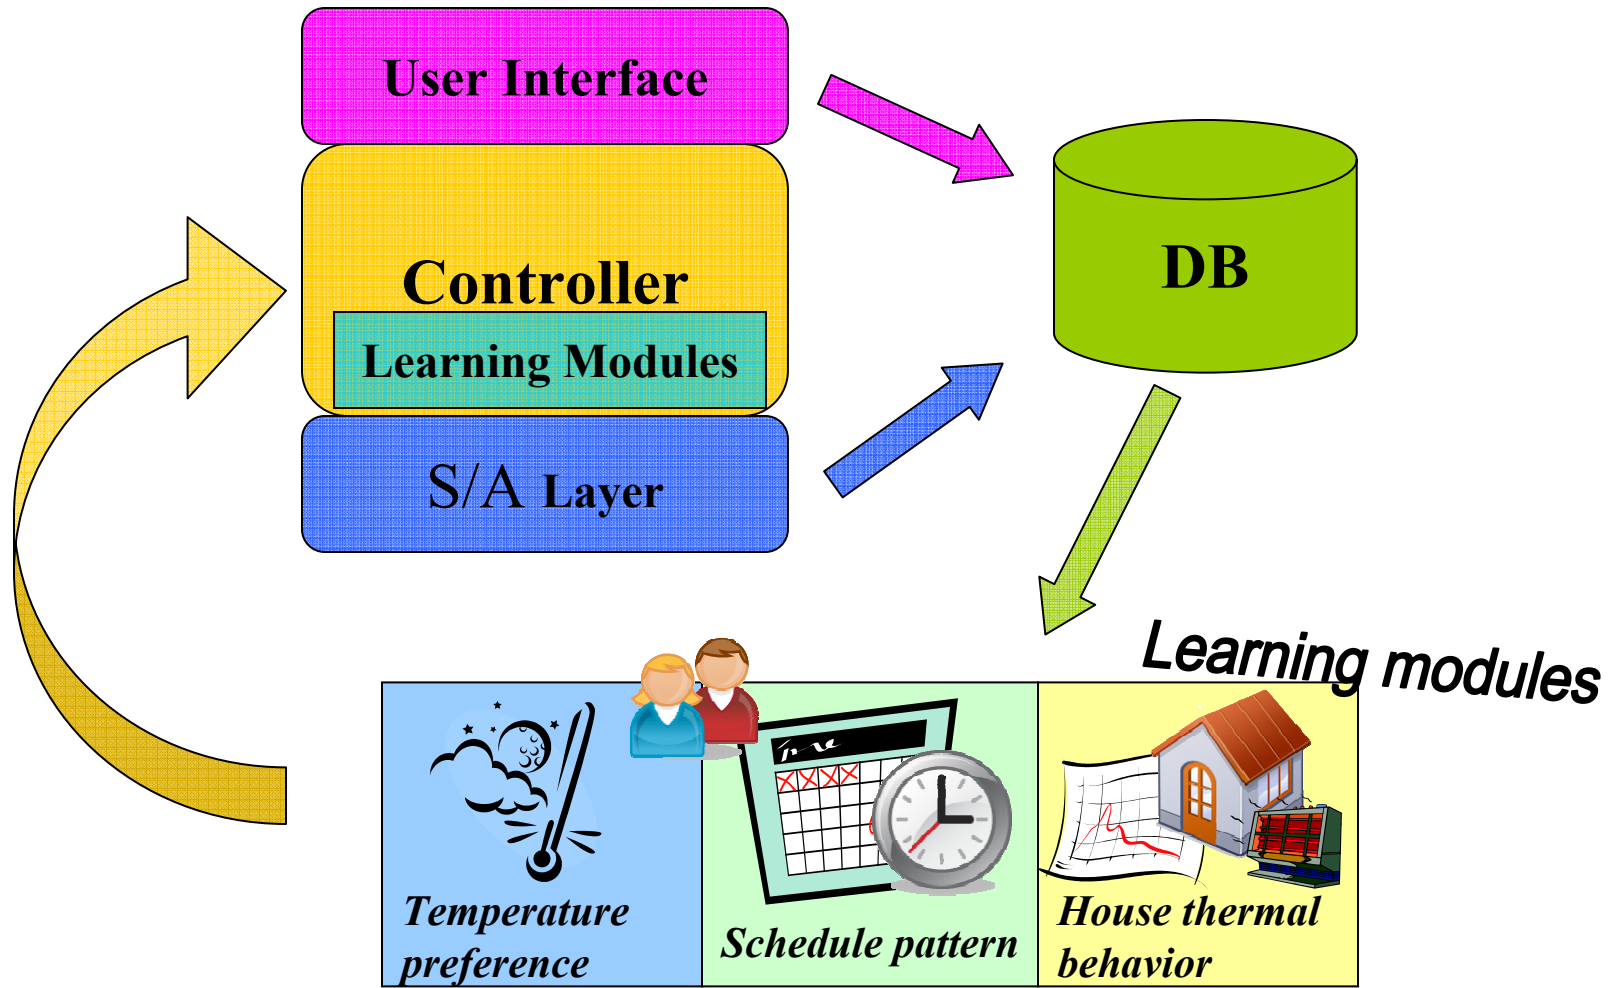 User Interface
DB
Controller
Learning Modules
S/A Layer
Learning modules
Temperature
preference
Schedule pattern
House thermal
behavior